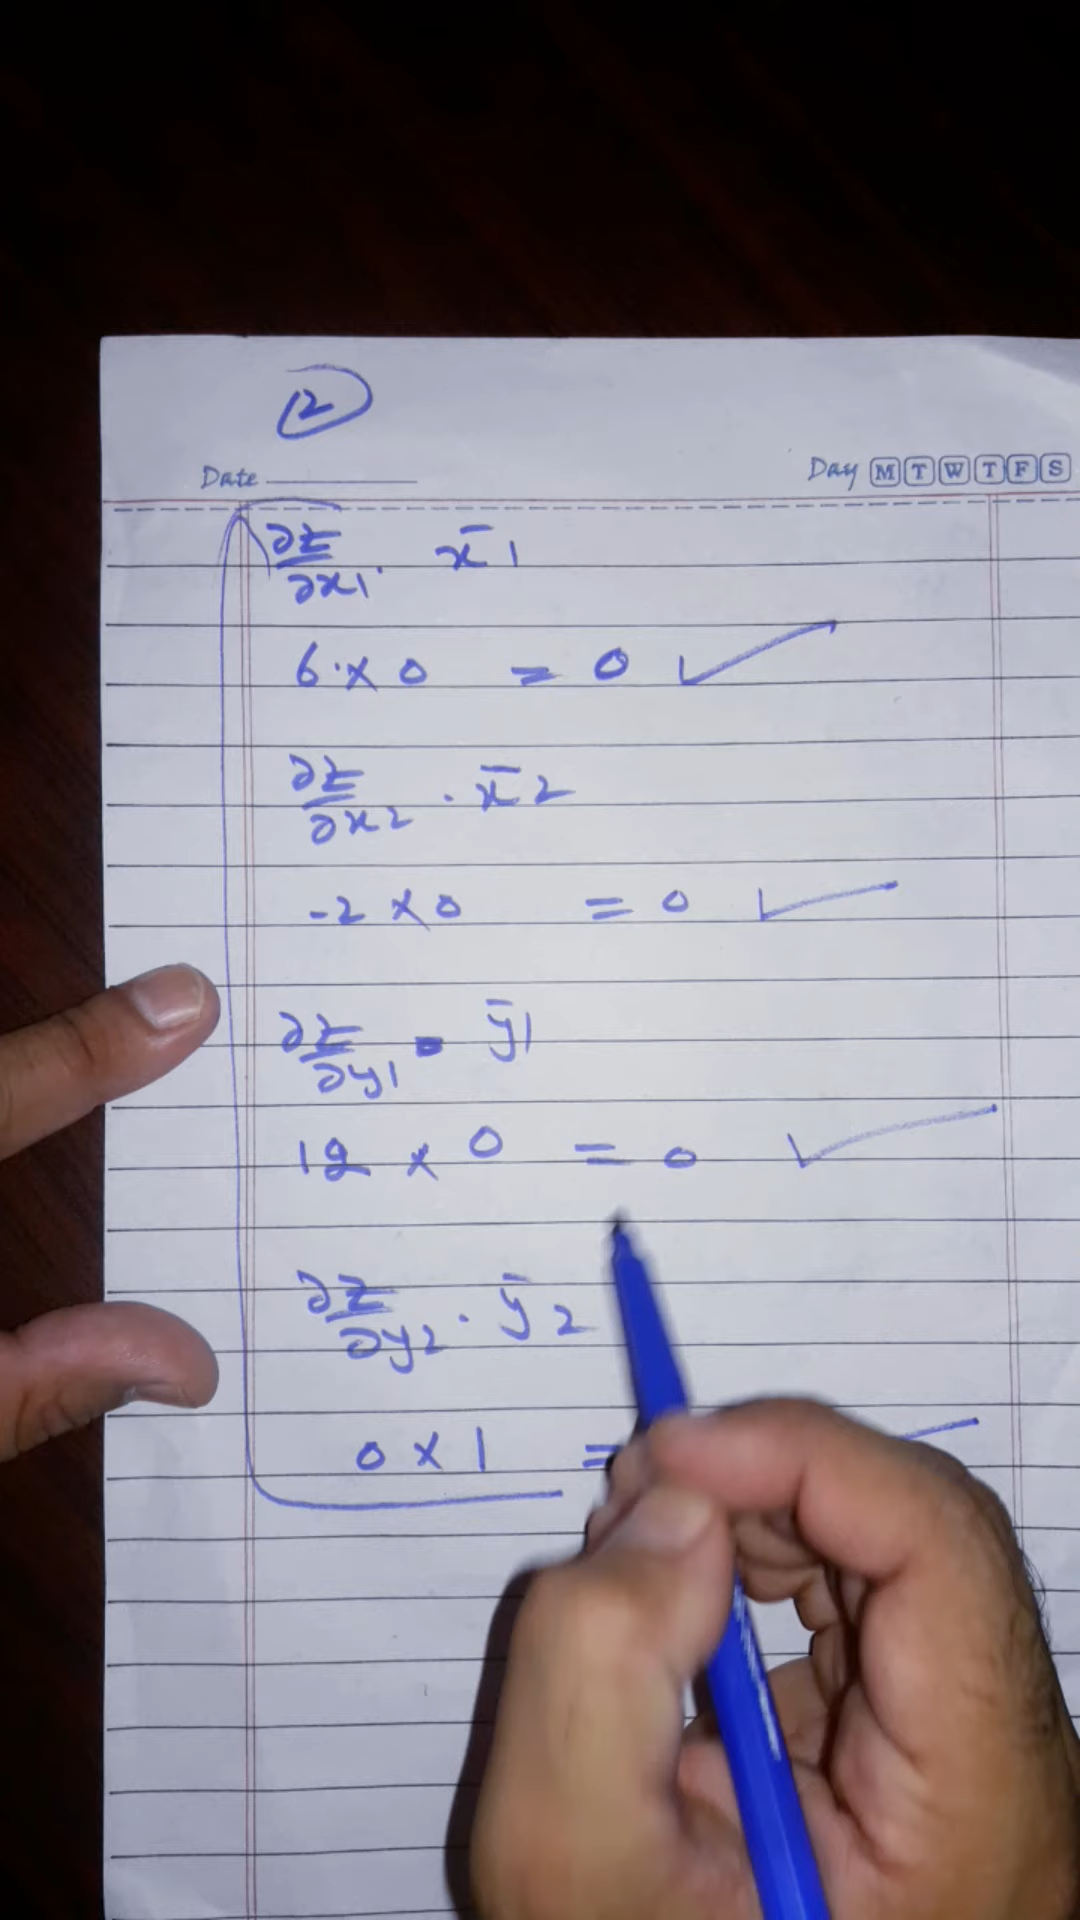 12
Date Day M T W T F S
∂z/∂x1 · x̄1
6·× 0 = 0 ✓
∂z/∂x2 · x̄2
-2 × 0 = 0 ✓
∂z/∂y1 · ȳ1
12 × 0 = 0 ✓
∂z/∂y2 · ȳ2
0 × 1 =